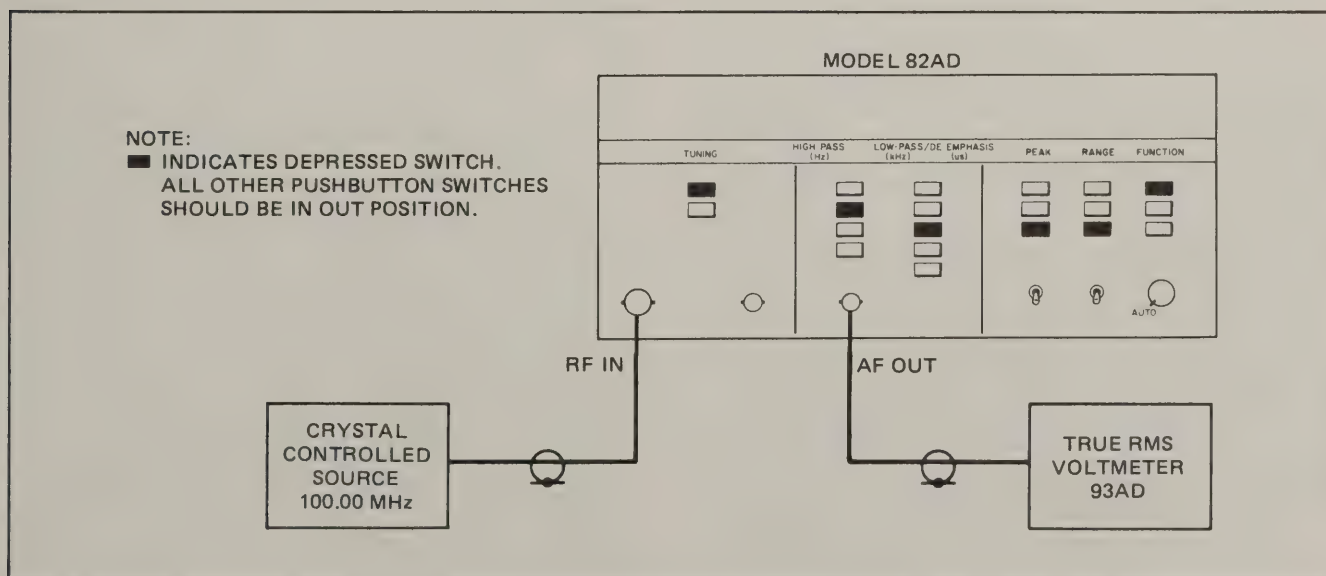 MODEL 82AD
NOTE:
INDICATES DEPRESSED SWITCH.
ALL OTHER PUSHBUTTON SWITCHES
SHOULD BE IN OUT POSITION.
TUNING
HIGH PASS
(Hz)
LOW-PASS/DE EMPHASIS
(kHz) (us)
PEAK
RANGE
FUNCTION
AUTO
RF IN
AF OUT
CRYSTAL
CONTROLLED
SOURCE
100.00 MHz
TRUE RMS
VOLTMETER
93AD